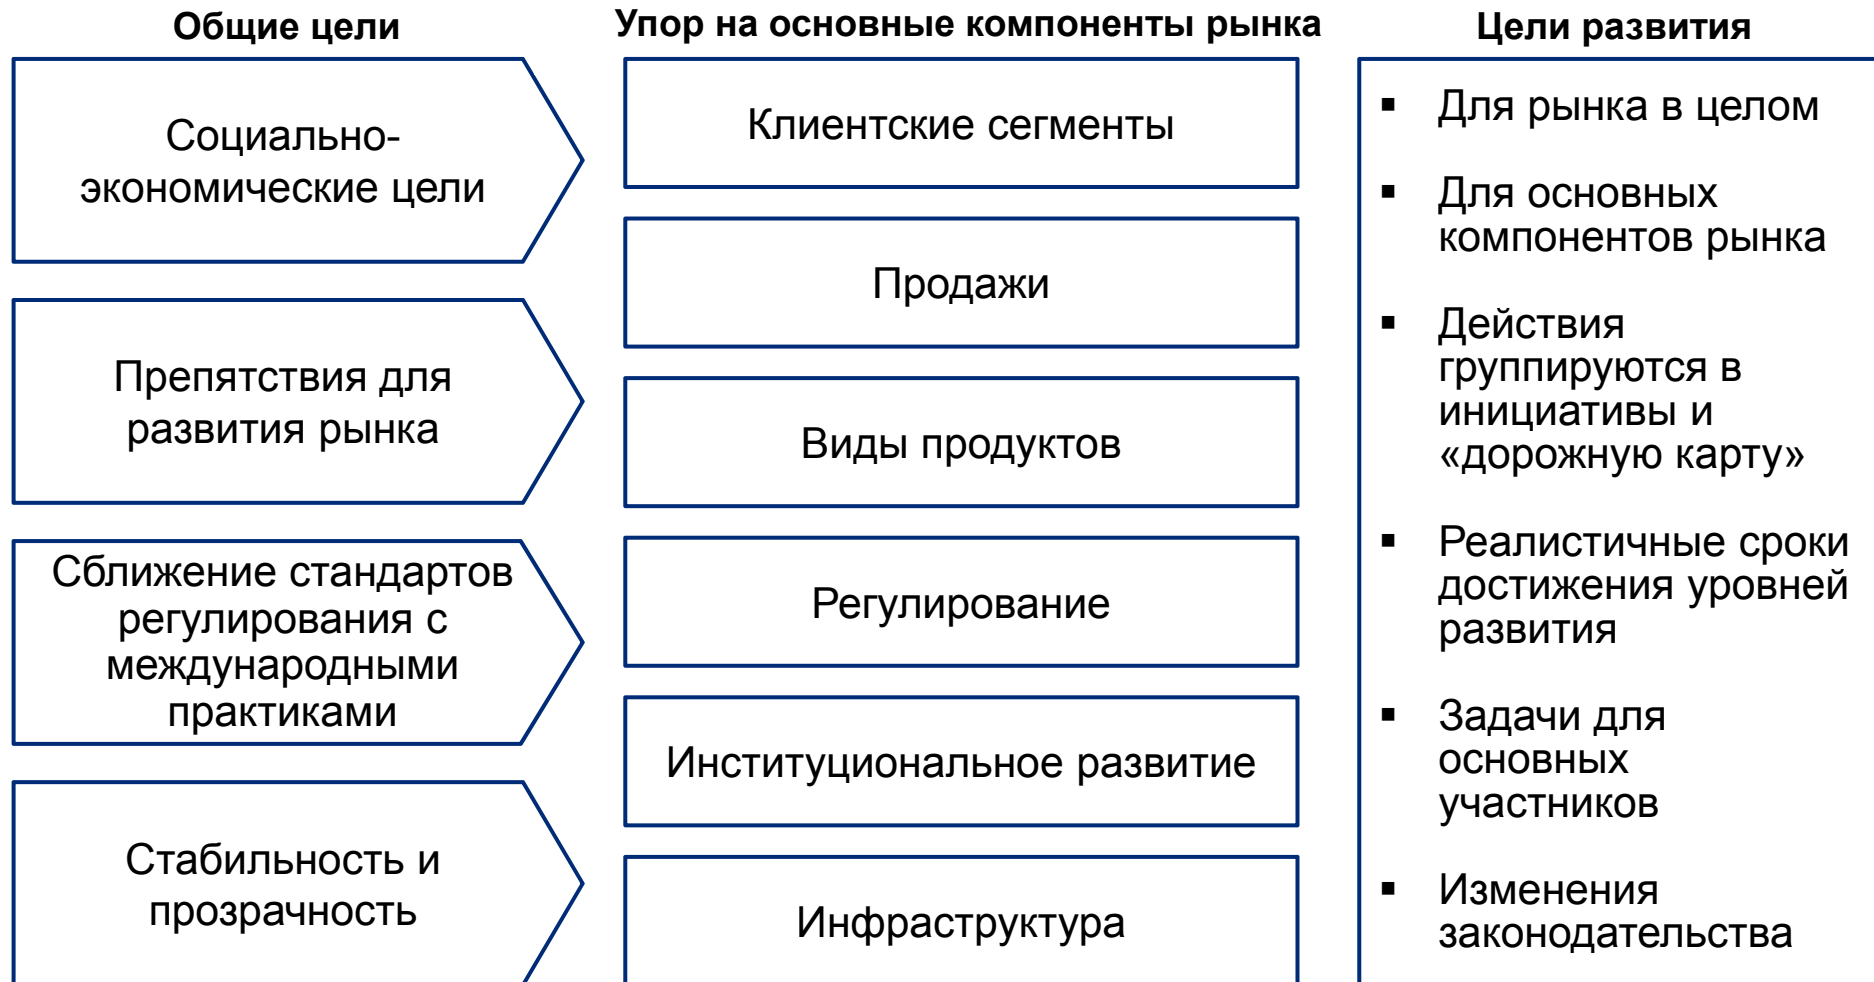 Общие цели
Социально-
экономические цели
Препятствия для
развития рынка
Сближение стандартов
регулирования с
международными
практиками
Стабильность и
прозрачность
Упор на основные компоненты рынка
Клиентские сегменты
Продажи
Виды продуктов
Регулирование
Институциональное развитие
Инфраструктура
Цели развития
▪ Для рынка в целом
▪ Для основных
компонентов рынка
▪ Действия
группируются в
инициативы и
«дорожную карту»
▪ Реалистичные сроки
достижения уровней
развития
▪ Задачи для
основных
участников
▪ Изменения
законодательства